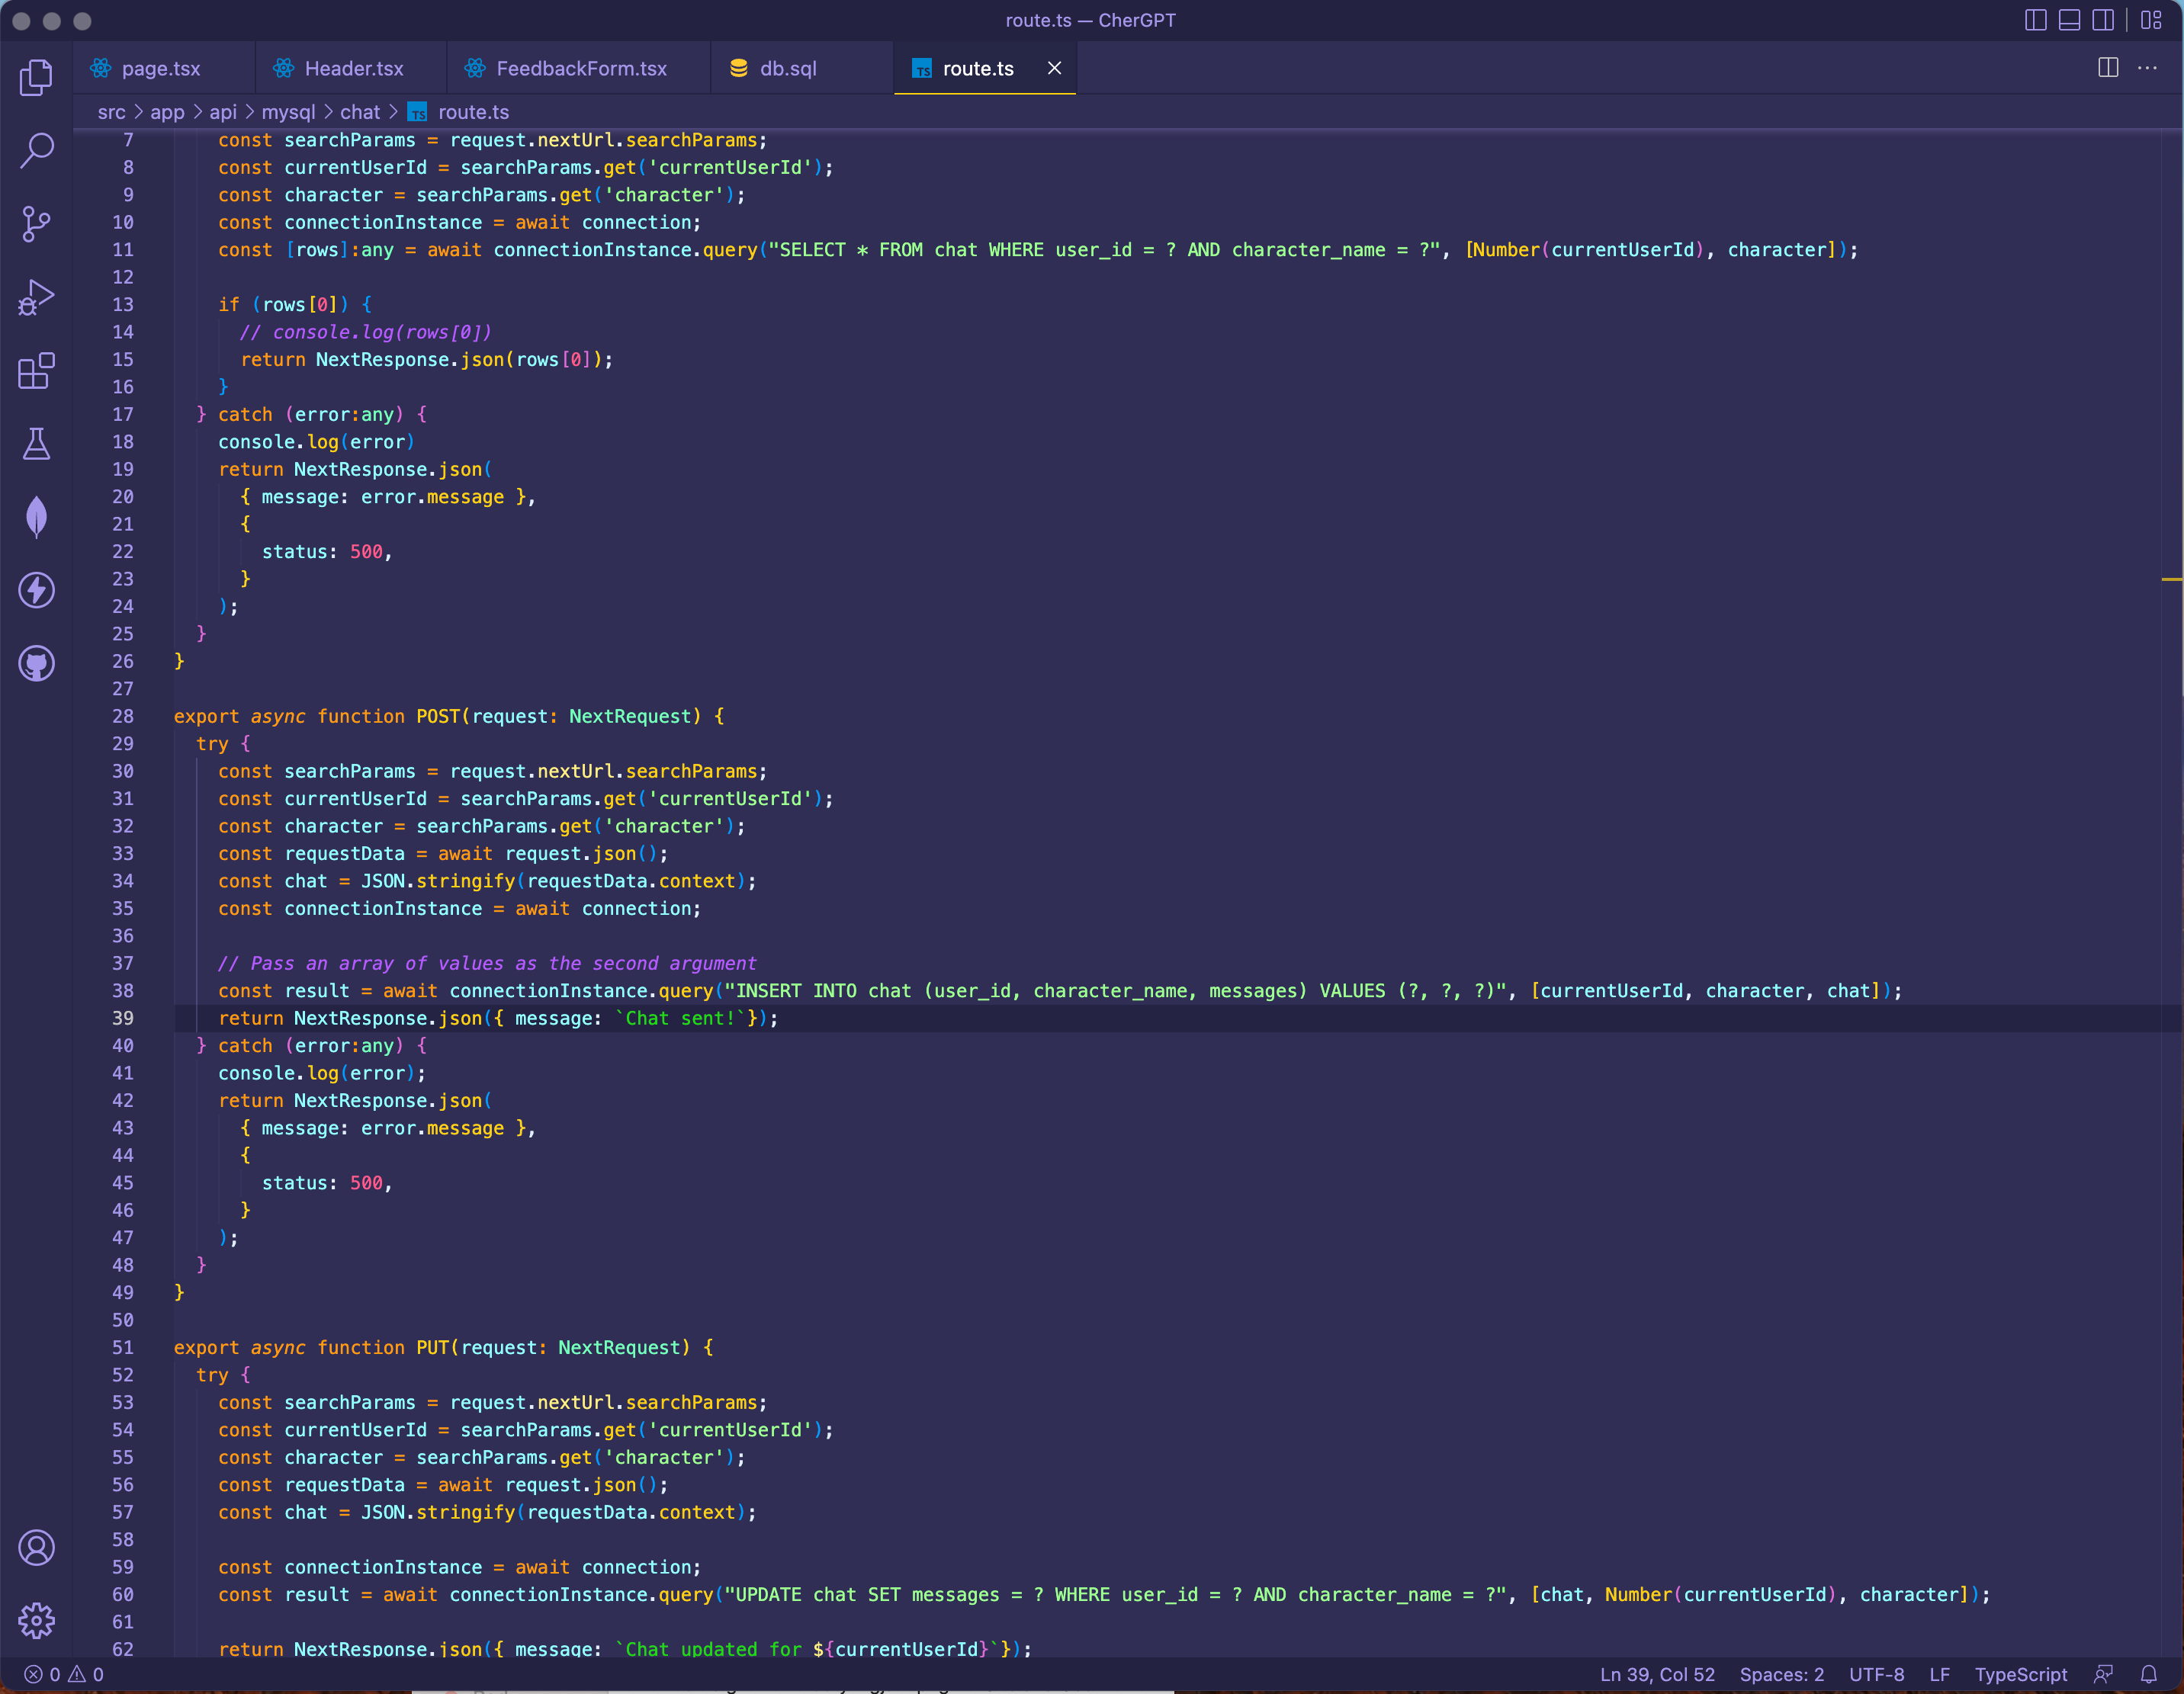 route.ts — CherGPT
page.tsx
Header.tsx
FeedbackForm.tsx
db.sql
TS route.ts
src > app > api > mysql > chat > TS route.ts
7 const searchParams = request.nextUrl.searchParams;
8 const currentUserId = searchParams.get('currentUserId');
9 const character = searchParams.get('character');
10 const connectionInstance = await connection;
11 const [rows]:any = await connectionInstance.query("SELECT * FROM chat WHERE user_id = ? AND character_name = ?", [Number(currentUserId), character]);
12
13 if (rows[0]) {
14 // console.log(rows[0])
15 return NextResponse.json(rows[0]);
16 }
17 } catch (error:any) {
18 console.log(error)
19 return NextResponse.json(
20 { message: error.message },
21 {
22 status: 500,
23 }
24 );
25 }
26 }
27
28 export async function POST(request: NextRequest) {
29 try {
30 const searchParams = request.nextUrl.searchParams;
31 const currentUserId = searchParams.get('currentUserId');
32 const character = searchParams.get('character');
33 const requestData = await request.json();
34 const chat = JSON.stringify(requestData.context);
35 const connectionInstance = await connection;
36
37 // Pass an array of values as the second argument
38 const result = await connectionInstance.query("INSERT INTO chat (user_id, character_name, messages) VALUES (?, ?, ?)", [currentUserId, character, chat]);
39 return NextResponse.json({ message: `Chat sent!`});
40 } catch (error:any) {
41 console.log(error);
42 return NextResponse.json(
43 { message: error.message },
44 {
45 status: 500,
46 }
47 );
48 }
49 }
50
51 export async function PUT(request: NextRequest) {
52 try {
53 const searchParams = request.nextUrl.searchParams;
54 const currentUserId = searchParams.get('currentUserId');
55 const character = searchParams.get('character');
56 const requestData = await request.json();
57 const chat = JSON.stringify(requestData.context);
58
59 const connectionInstance = await connection;
60 const result = await connectionInstance.query("UPDATE chat SET messages = ? WHERE user_id = ? AND character_name = ?", [chat, Number(currentUserId), character]);
61
62 return NextResponse.json({ message: `Chat updated for ${currentUserId}`});
0 0
Ln 39, Col 52 Spaces: 2 UTF-8 LF TypeScript